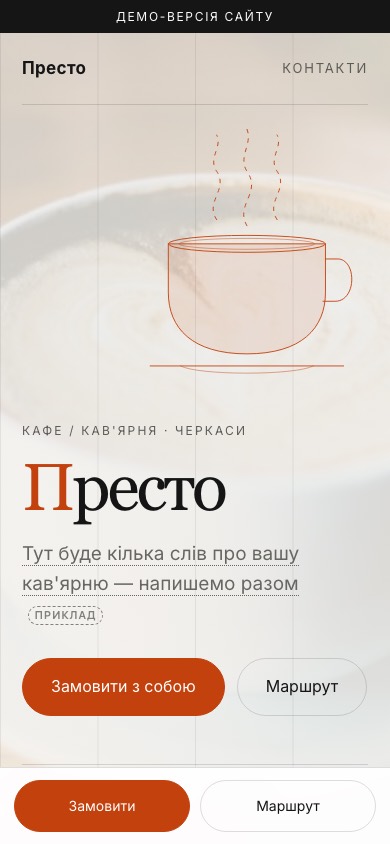 ДЕМО-ВЕРСІЯ САЙТУ
Престо
КОНТАКТИ
КАФЕ / КАВ'ЯРНЯ · ЧЕРКАСИ
Престо
Тут буде кілька слів про вашу
кав'ярню — напишемо разом
ПРИКЛАД
Замовити з собою
Маршрут
Замовити
Маршрут